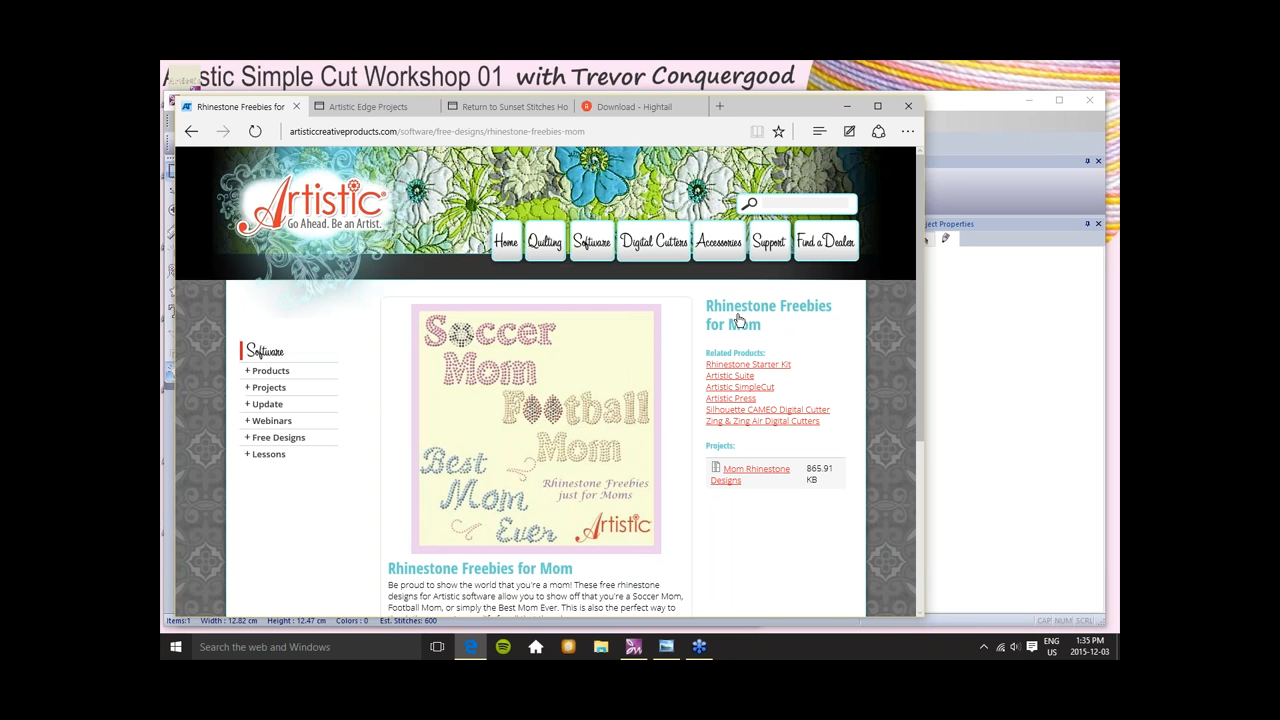 Artistic Simple Cut Workshop 01 with Trevor Conquergood
Rhinestone Freebies for
Artistic Edge Projects
Return to Sunset Stitches Ho
Download - Hightail
artisticcreativeproducts.com/software/free-designs/rhinestone-freebies-mom
Artistic
Go Ahead. Be an Artist.
Home
Quilting
Software
Digital Cutters
Accessories
Support
Find a Dealer
ject Properties
Software
+ Products
+ Projects
+ Update
+ Webinars
+ Free Designs
+ Lessons
Soccer
Mom
Football
Mom
Best
Mom
Ever
Rhinestone Freebies
just for Moms
Artistic
Rhinestone Freebies for Mom
Be proud to show the world that you're a mom! These free rhinestone
designs for Artistic software allow you to show off that you're a Soccer Mom,
Football Mom, or simply the Best Mom Ever. This is also the perfect way to
Rhinestone Freebies
for Mom
Related Products:
Rhinestone Starter Kit
Artistic Suite
Artistic SimpleCut
Artistic Press
Silhouette CAMEO Digital Cutter
Zing & Zing Air Digital Cutters
Projects:
Mom Rhinestone
Designs
865.91
KB
Items:1 Width : 12.82 cm Height : 12.47 cm Colors : 0 Est. Stitches: 600
CAP NUM SCRL
Search the web and Windows
ENG
US
1:35 PM
2015-12-03